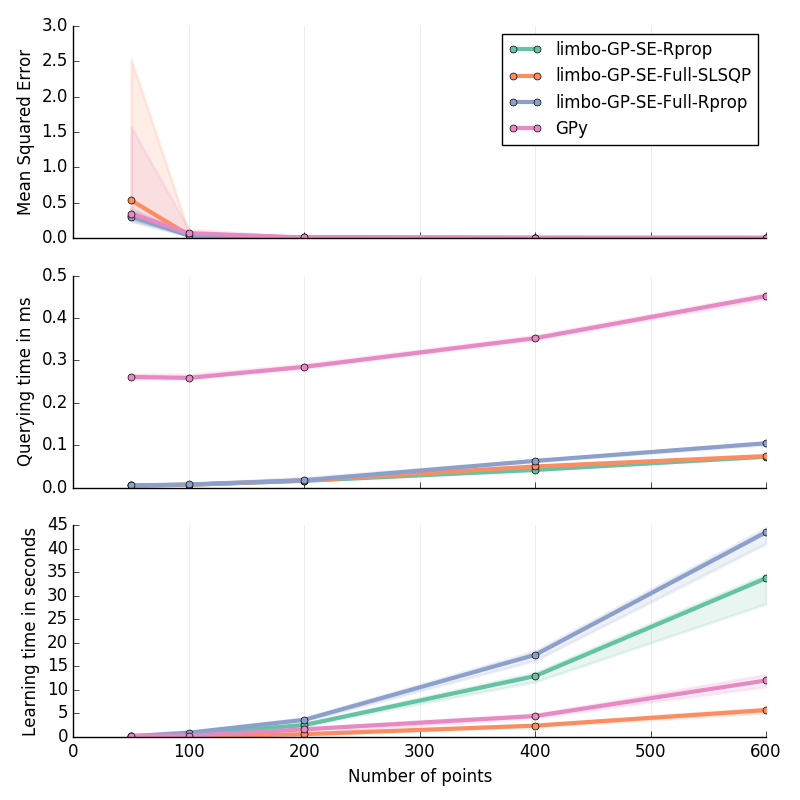 Mean Squared Error
3.0
2.5
2.0
1.5
1.0
0.5
0.0
limbo-GP-SE-Rprop
limbo-GP-SE-Full-SLSQP
limbo-GP-SE-Full-Rprop
GPy
Querying time in ms
0.5
0.4
0.3
0.2
0.1
0.0
Learning time in seconds
45
40
35
30
25
20
15
10
5
0
0 100 200 300 400 500 600
Number of points